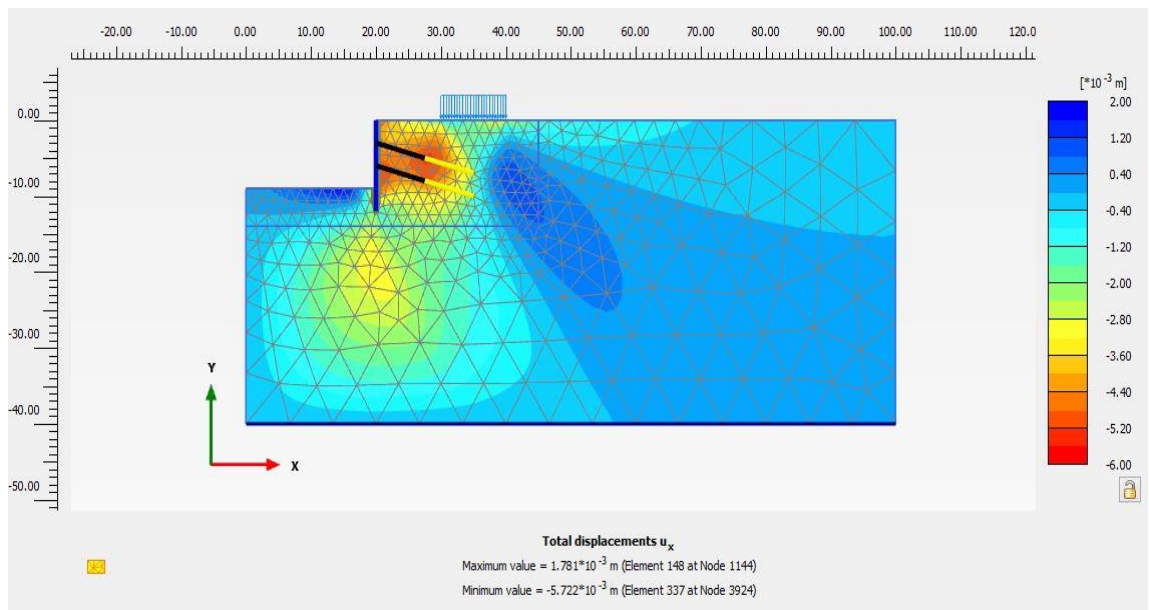 -20.00 -10.00 0.00 10.00 20.00 30.00 40.00 50.00 60.00 70.00 80.00 90.00 100.00 110.00 120.0
[*10⁻³ m]
2.00
0.00
1.20
0.40
-10.00
-0.40
-1.20
-20.00
-2.00
-2.80
-30.00
-3.60
Y
-4.40
-40.00
-5.20
X
-6.00
-50.00
Total displacements uₓ
Maximum value = 1.781*10⁻³ m (Element 148 at Node 1144)
Minimum value = -5.722*10⁻³ m (Element 337 at Node 3924)